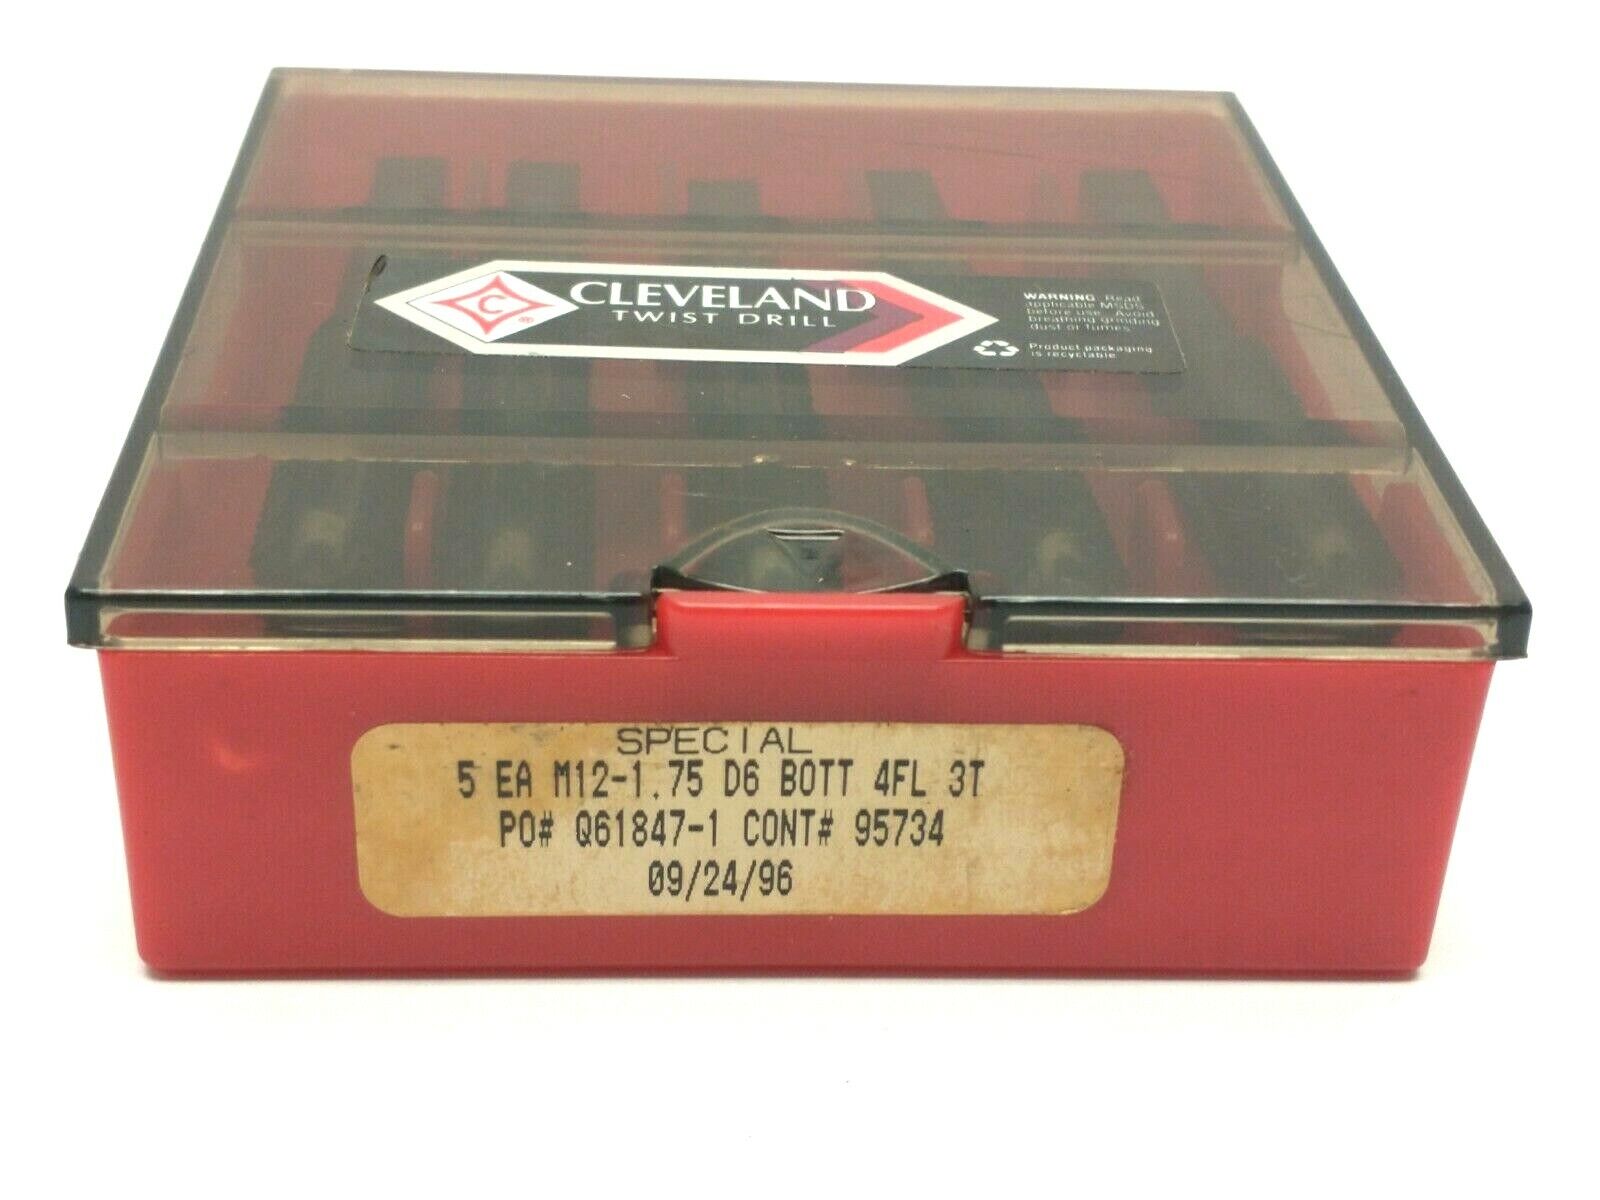 C ®
CLEVELAND
TWIST DRILL
WARNING Read
applicable MSDS
before use. Avoid
breathing grinding
dust or fumes.
Product packaging
is recyclable.
SPECIAL
5 EA M12-1.75 D6 BOTT 4FL 3T
PO# Q61847-1 CONT# 95734
09/24/96